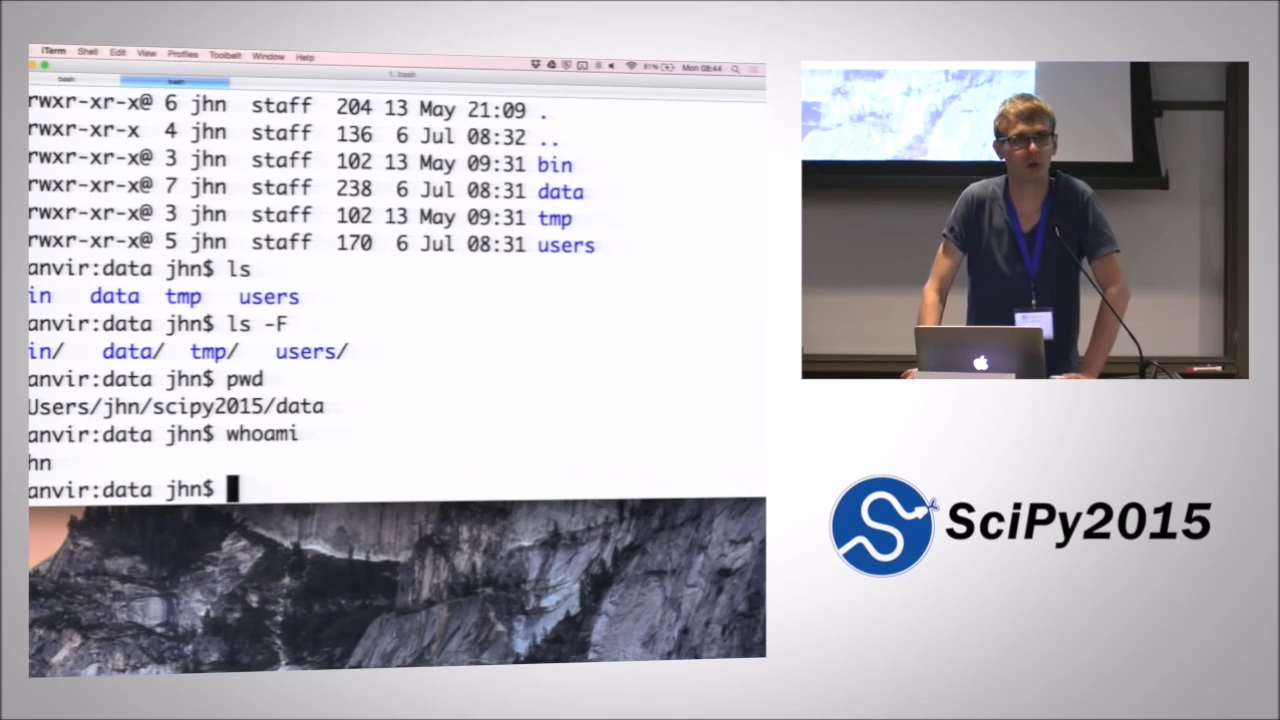 iTerm Shell Edit View Profiles Toolbelt Window Help 81% Mon 08:44
bash bash 1. bash
rwxr-xr-x@ 6 jhn staff 204 13 May 21:09 .
rwxr-xr-x 4 jhn staff 136 6 Jul 08:32 ..
rwxr-xr-x@ 3 jhn staff 102 13 May 09:31 bin
rwxr-xr-x@ 7 jhn staff 238 6 Jul 08:31 data
rwxr-xr-x@ 3 jhn staff 102 13 May 09:31 tmp
rwxr-xr-x@ 5 jhn staff 170 6 Jul 08:31 users
anvir:data jhn$ ls
in data tmp users
anvir:data jhn$ ls -F
in/ data/ tmp/ users/
anvir:data jhn$ pwd
Users/jhn/scipy2015/data
anvir:data jhn$ whoami
hn
anvir:data jhn$
SciPy2015